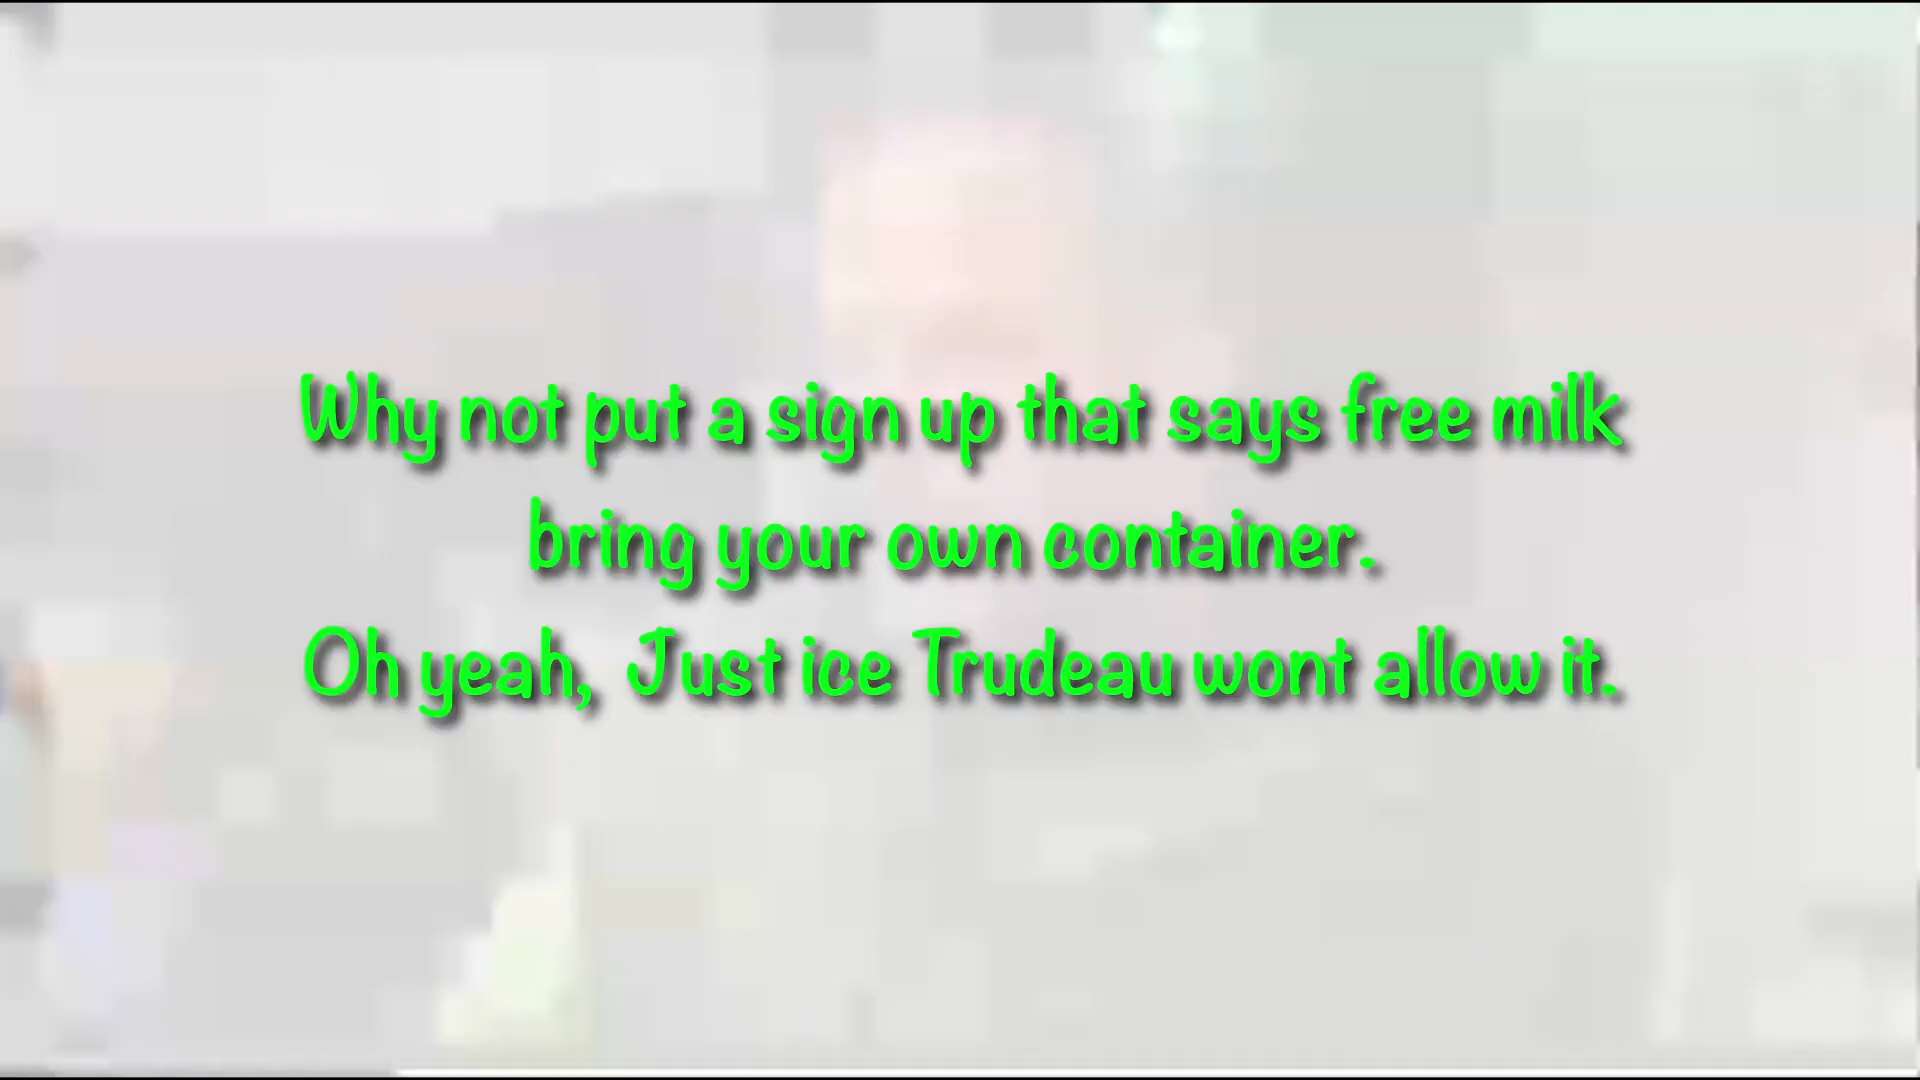 Why not put a sign up that says free milk
bring your own container.
Oh yeah, Just ice Trudeau wont allow it.